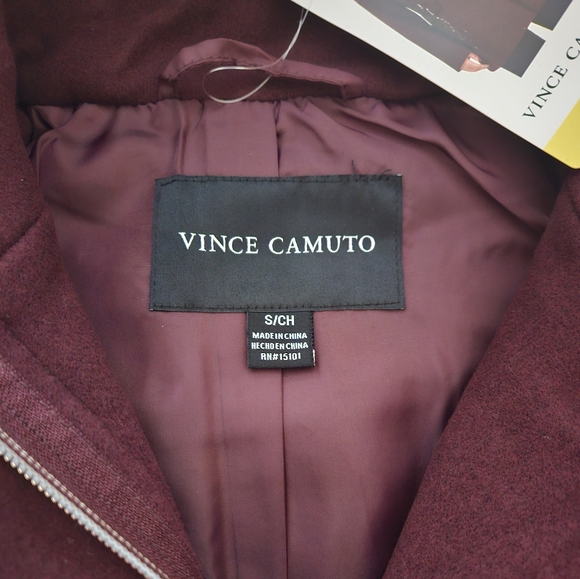 VINCE CA
VINCE CAMUTO
S/CH
MADE IN CHINA
HECHO EN CHINA
RN#15101